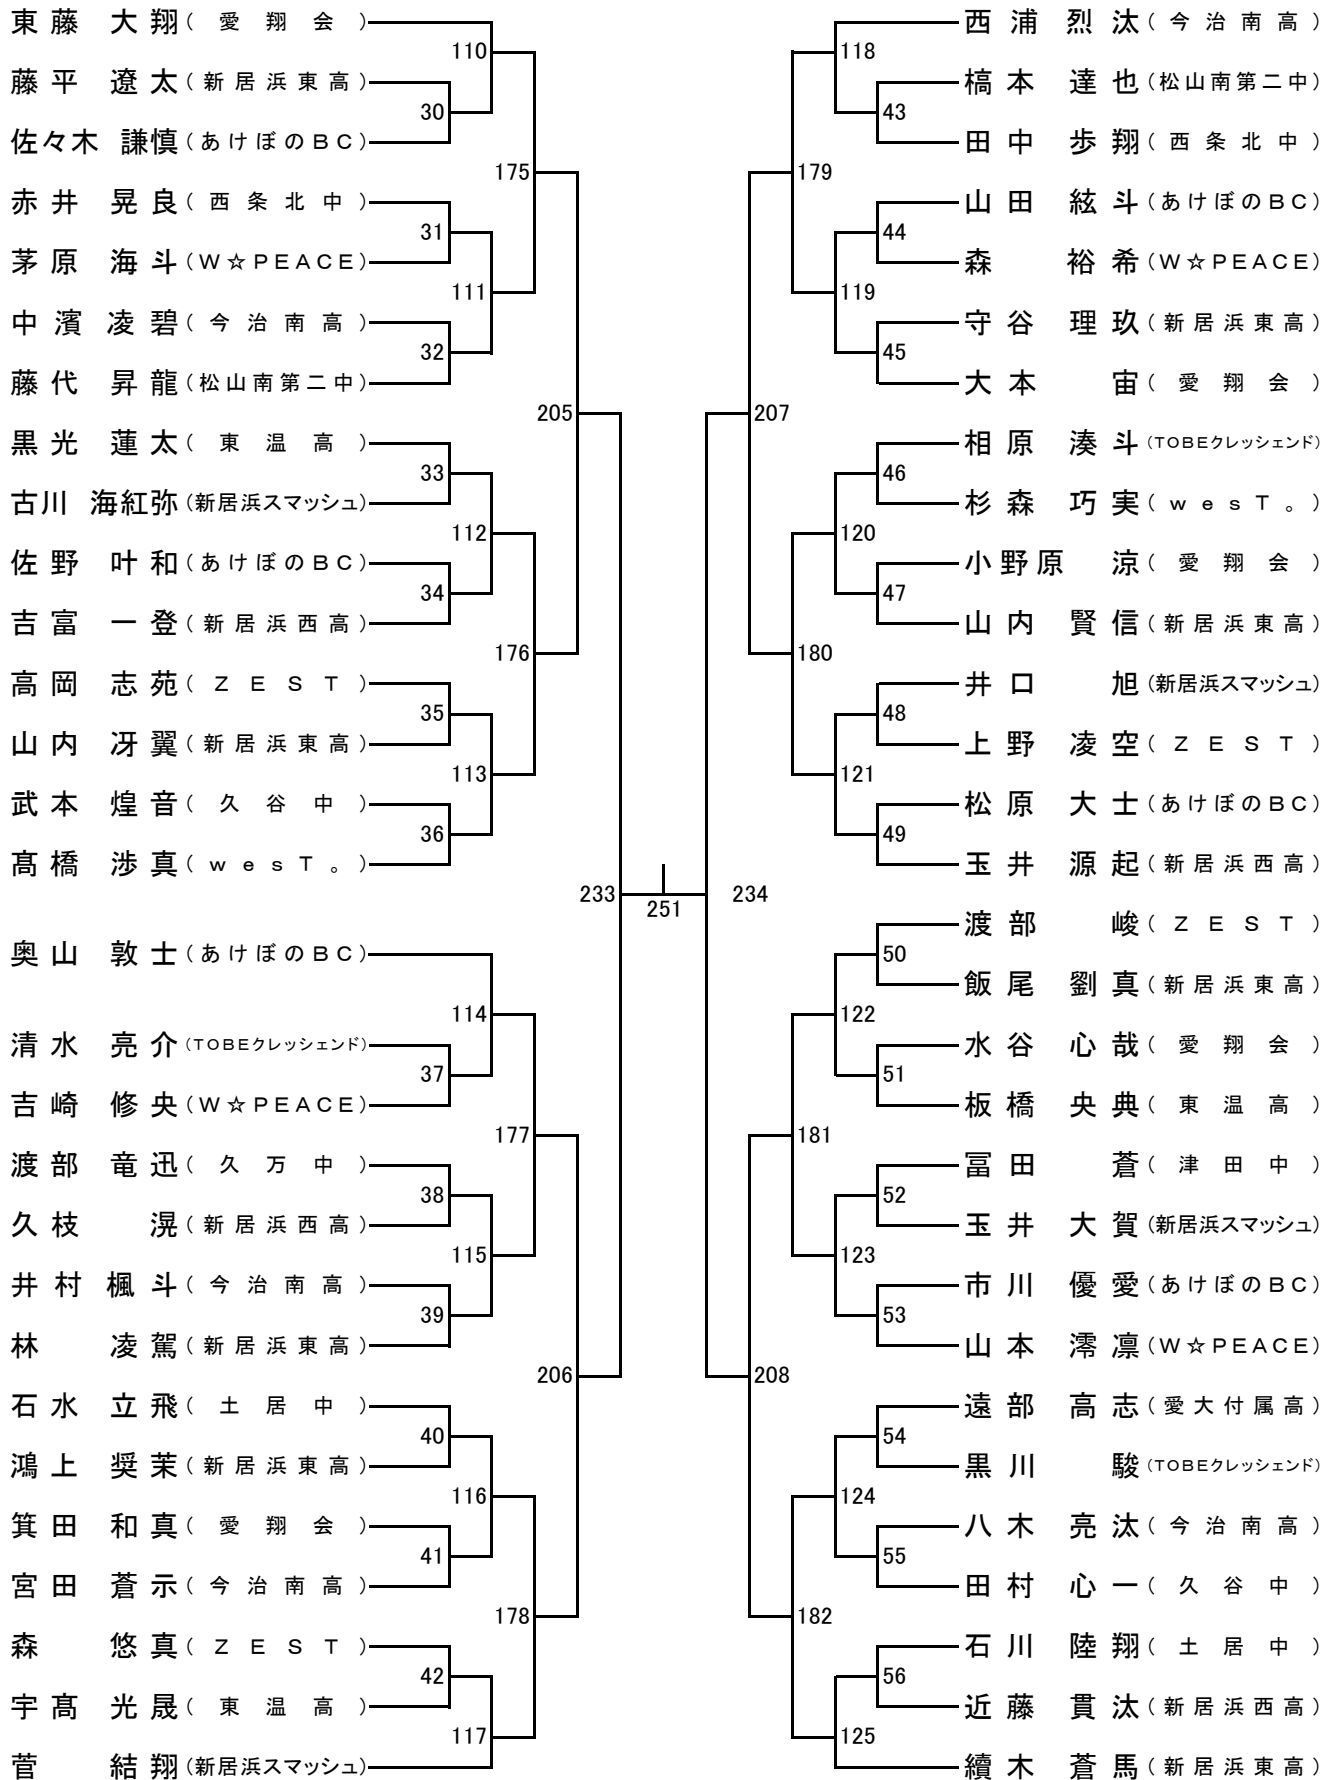 東藤 大翔(愛翔会)
110
藤平 遼太(新居浜東高)
30
佐々木 謙慎(あけぼのBC)
175
赤井 晃良(西条北中)
31
茅原 海斗(W☆PEACE)
111
中濱 凌碧(今治南高)
32
藤代 昇龍(松山南第二中)
205
黒光 蓮太(東温高)
33
古川 海紅弥(新居浜スマッシュ)
112
佐野 叶和(あけぼのBC)
34
吉富 一登(新居浜西高)
176
高岡 志苑(ZEST)
35
山内 冴翼(新居浜東高)
113
武本 煌音(久谷中)
36
髙橋 渉真(wesT。)
233
251
234
奥山 敦士(あけぼのBC)
114
清水 亮介(TOBEクレッシェンド)
37
吉崎 修央(W☆PEACE)
177
渡部 竜迅(久万中)
38
久枝 滉(新居浜西高)
115
井村 楓斗(今治南高)
39
林 凌駕(新居浜東高)
206
石水 立飛(土居中)
40
鴻上 奨茉(新居浜東高)
116
箕田 和真(愛翔会)
41
宮田 蒼示(今治南高)
178
森 悠真(ZEST)
42
宇髙 光晟(東温高)
117
菅 結翔(新居浜スマッシュ)
西浦 烈汰(今治南高)
118
槁本 達也(松山南第二中)
43
田中 歩翔(西条北中)
179
山田 絃斗(あけぼのBC)
44
森 裕希(W☆PEACE)
119
守谷 理玖(新居浜東高)
45
大本 宙(愛翔会)
207
相原 湊斗(TOBEクレッシェンド)
46
杉森 巧実(wesT。)
120
小野原 涼(愛翔会)
47
山内 賢信(新居浜東高)
180
井口 旭(新居浜スマッシュ)
48
上野 凌空(ZEST)
121
松原 大士(あけぼのBC)
49
玉井 源起(新居浜西高)
渡部 峻(ZEST)
50
飯尾 劉真(新居浜東高)
122
水谷 心哉(愛翔会)
51
板橋 央典(東温高)
181
冨田 蒼(津田中)
52
玉井 大賀(新居浜スマッシュ)
123
市川 優愛(あけぼのBC)
53
山本 澪凛(W☆PEACE)
208
遠部 高志(愛大付属高)
54
黒川 駿(TOBEクレッシェンド)
124
八木 亮汰(今治南高)
55
田村 心一(久谷中)
182
石川 陸翔(土居中)
56
近藤 貫汰(新居浜西高)
125
續木 蒼馬(新居浜東高)